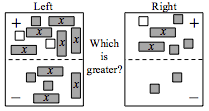 Left Right
+ x x + x
x x x
Which
is
greater?
x x x
x x
− −